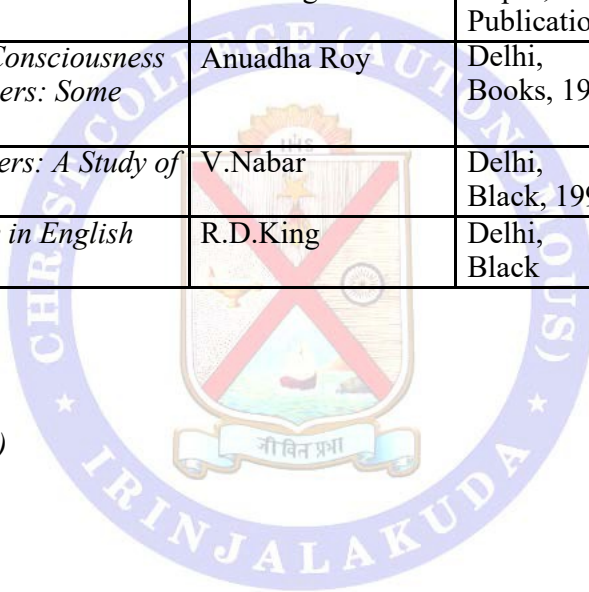 Publicatio
Consciousness Anuadha Roy Delhi,
ers: Some Books, 19
ers: A Study of V.Nabar Delhi,
Black, 199
in English R.D.King Delhi,
Black
)
CHRIST COLLEGE (AUTONOMOUS)
IHS
जीवित प्रभा
IRINJALAKUDA